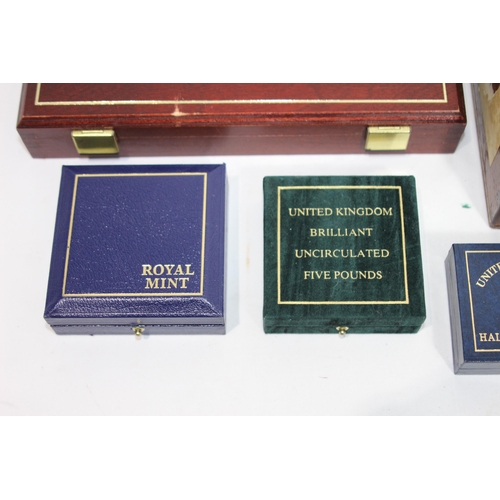 ROYAL
MINT
UNITED KINGDOM
BRILLIANT
UNCIRCULATED
FIVE POUNDS